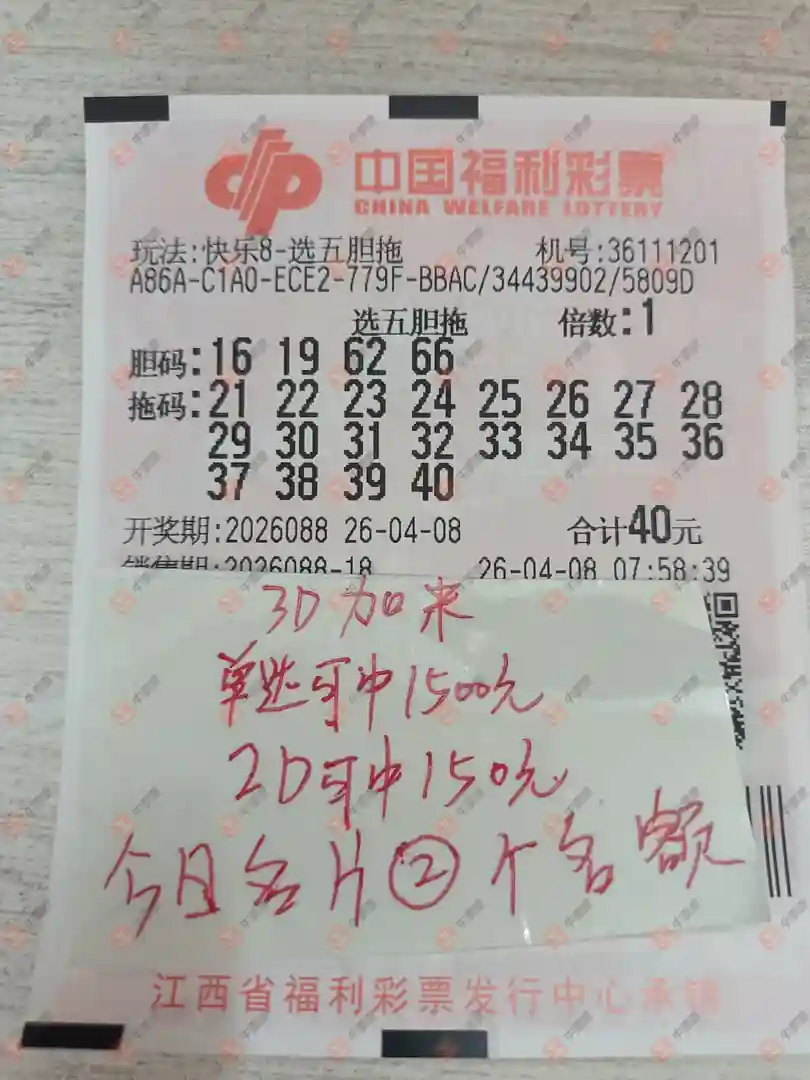 中国福利彩票
CHINA WELFARE LOTTERY
玩法:快乐8-选五胆拖 机号:36111201
A86A-C1A0-ECE2-779F-BBAC/34439902/5809D
选五胆拖 倍数:1
胆码:16 19 62 66
拖码:21 22 23 24 25 26 27 28
29 30 31 32 33 34 35 36
37 38 39 40
开奖期:2026088 26-04-08 合计40元
销售期:2026088-18 26-04-08 07:58:39
3D加来
单选可中1500元
2D可中150元
今日名片②个名额
江西省福利彩票发行中心承销